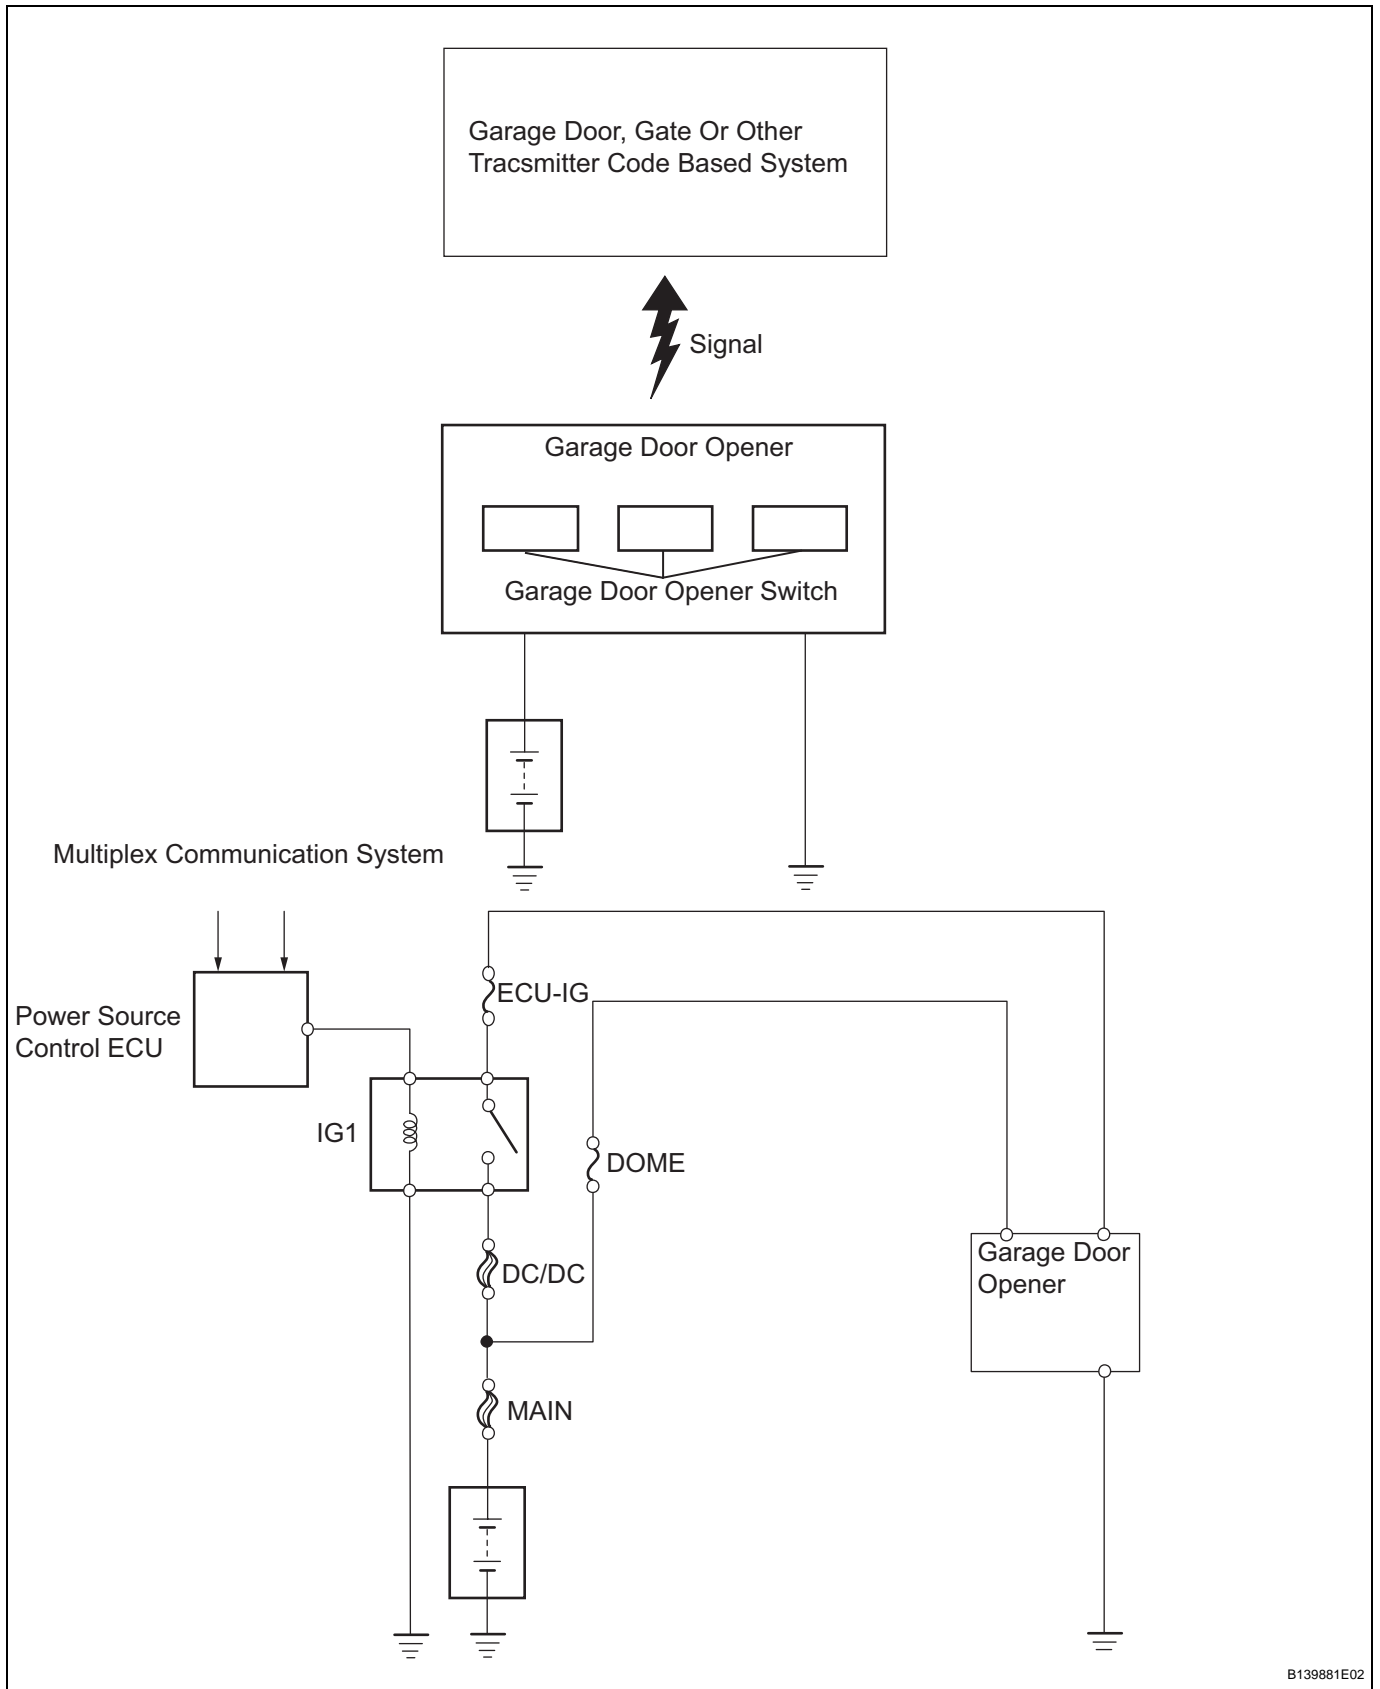 Garage Door, Gate Or Other
Tracsmitter Code Based System
Signal
Garage Door Opener
Garage Door Opener Switch
Multiplex Communication System
Power Source
Control ECU
ECU-IG
IG1
DOME
DC/DC
Garage Door
Opener
MAIN
B139881E02